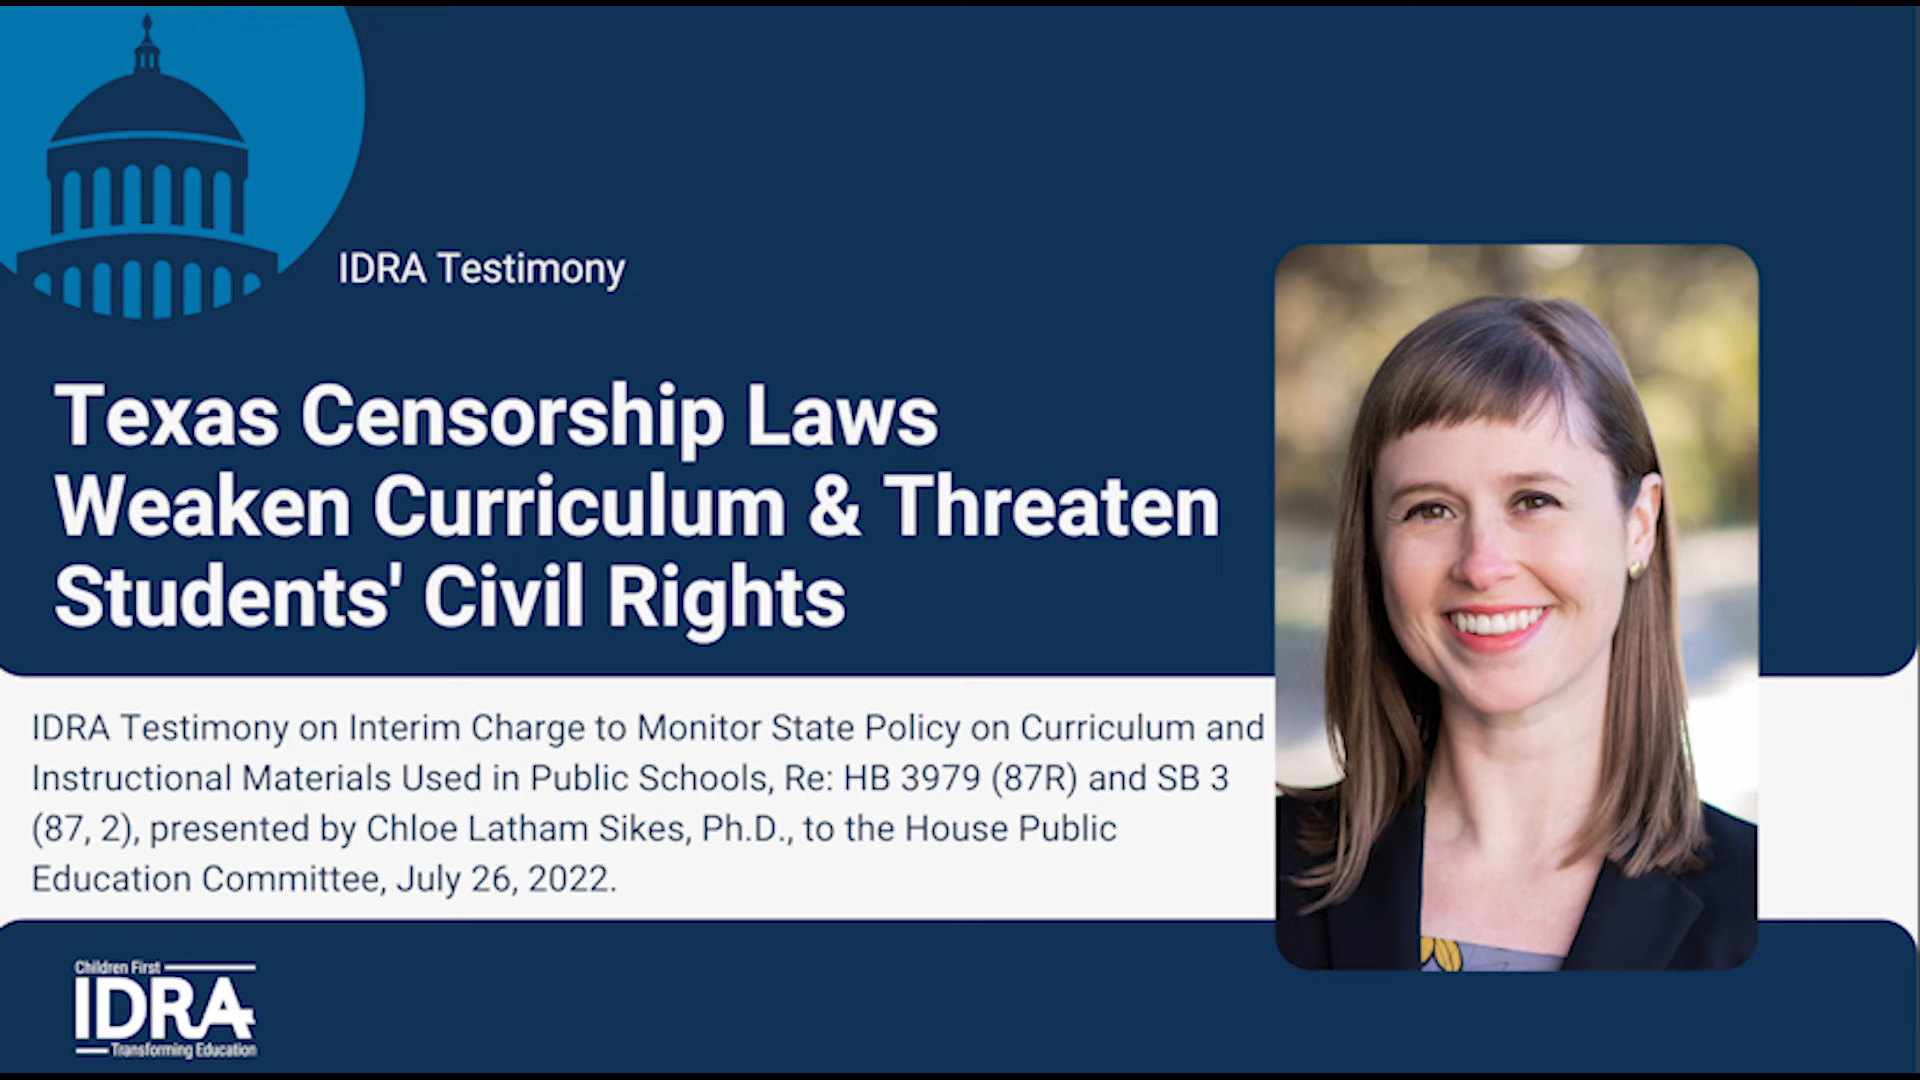 IDRA Testimony
Texas Censorship Laws
Weaken Curriculum & Threaten
Students' Civil Rights
IDRA Testimony on Interim Charge to Monitor State Policy on Curriculum and
Instructional Materials Used in Public Schools, Re: HB 3979 (87R) and SB 3
(87, 2), presented by Chloe Latham Sikes, Ph.D., to the House Public
Education Committee, July 26, 2022.
Children First
IDRA
Transforming Education